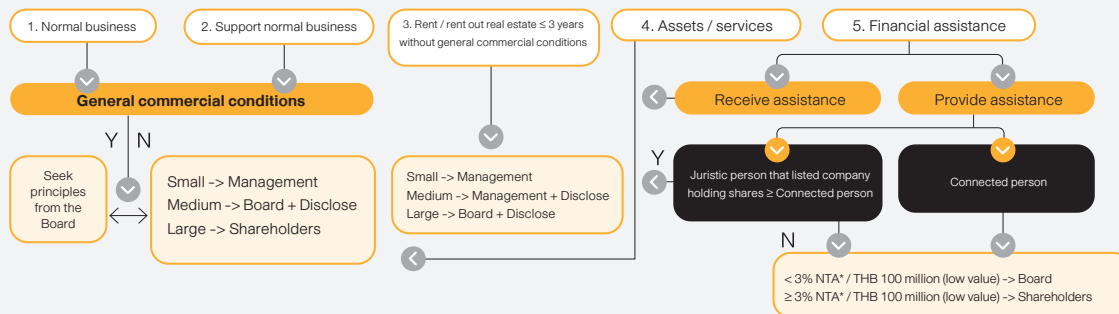 1. Normal business
2. Support normal business
3. Rent / rent out real estate ≤ 3 years
without general commercial conditions
4. Assets / services
5. Financial assistance
General commercial conditions
Receive assistance
Provide assistance
Y
N
Seek
principles
from the
Board
Small -> Management
Medium -> Board + Disclose
Large -> Shareholders
Small -> Management
Medium -> Management + Disclose
Large -> Board + Disclose
Y
Juristic person that listed company
holding shares ≥ Connected person
Connected person
N
< 3% NTA* / THB 100 million (low value) -> Board
≥ 3% NTA* / THB 100 million (low value) -> Shareholders